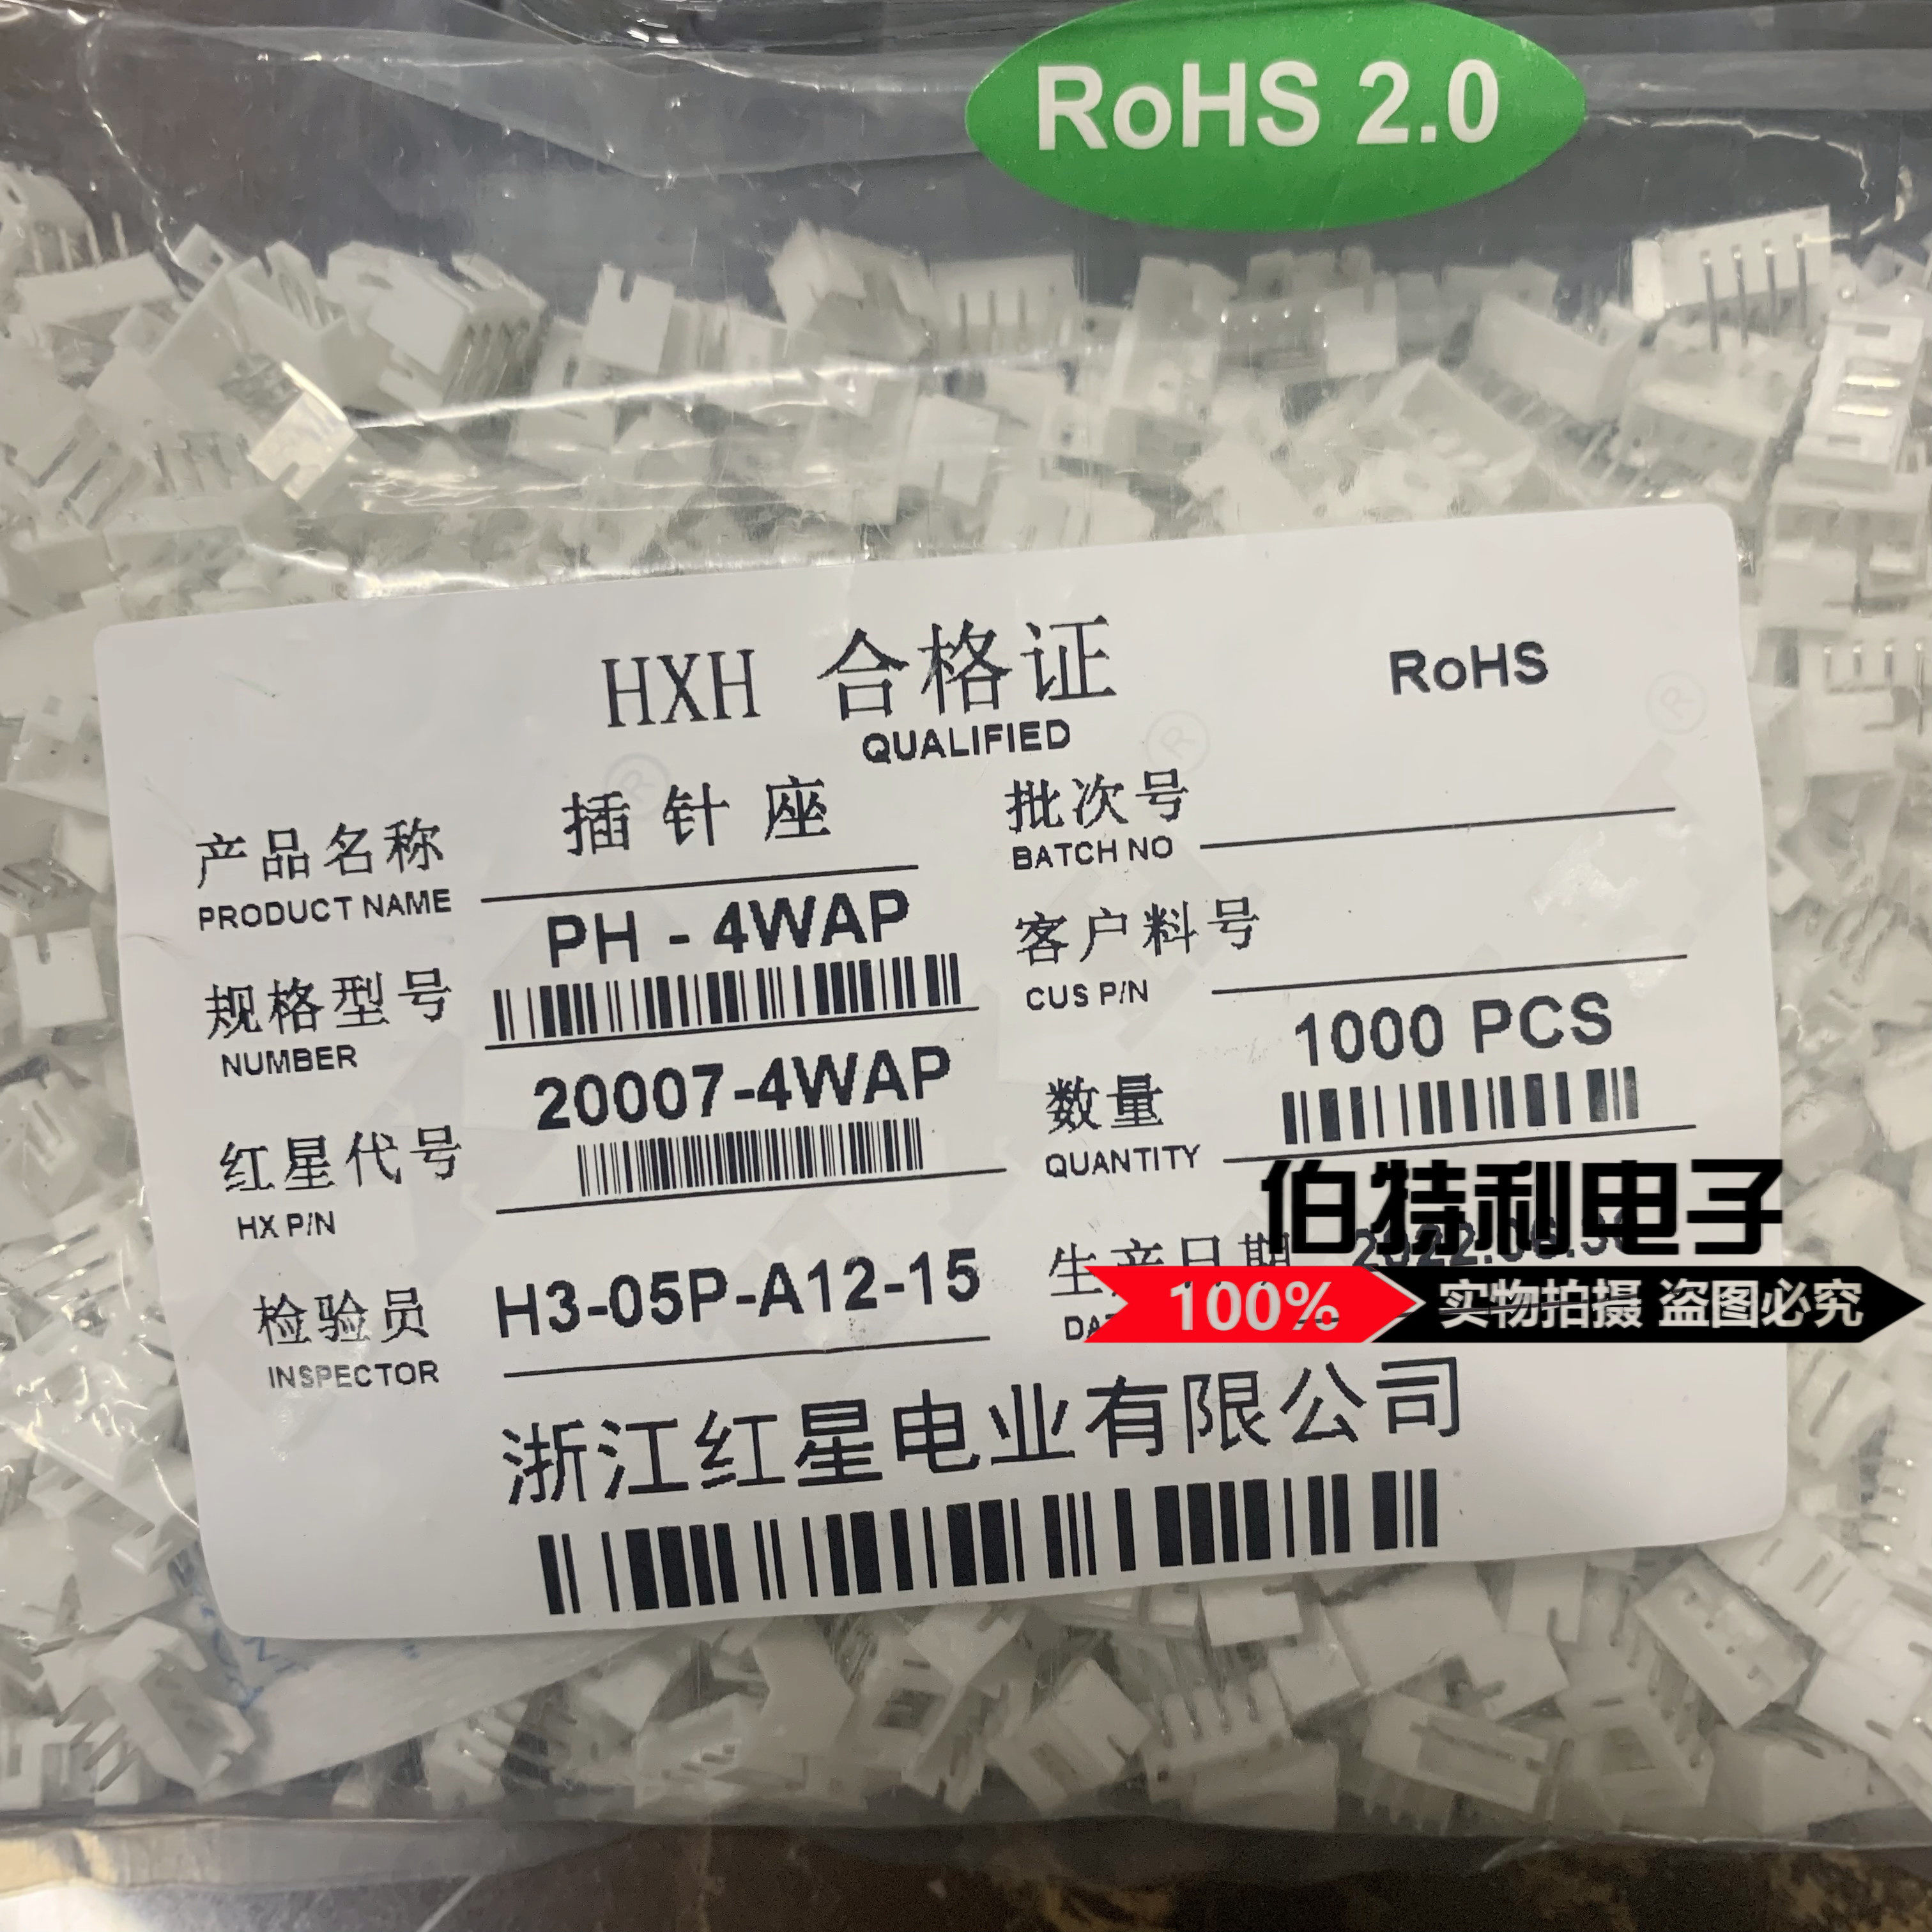 RoHS 2.0
HXH 合格证 RoHS
QUALIFIED
产品名称 插针座 批次号
PRODUCT NAME BATCH NO
规格型号 PH - 4WAP 客户料号
NUMBER CUS P/N
红星代号 20007-4WAP 数量 1000 PCS
HX P/N QUANTITY
伯特利电子
检验员 H3-05P-A12-15 生产日期
INSPECTOR
100% 实物拍摄 盗图必究
浙江红星电业有限公司